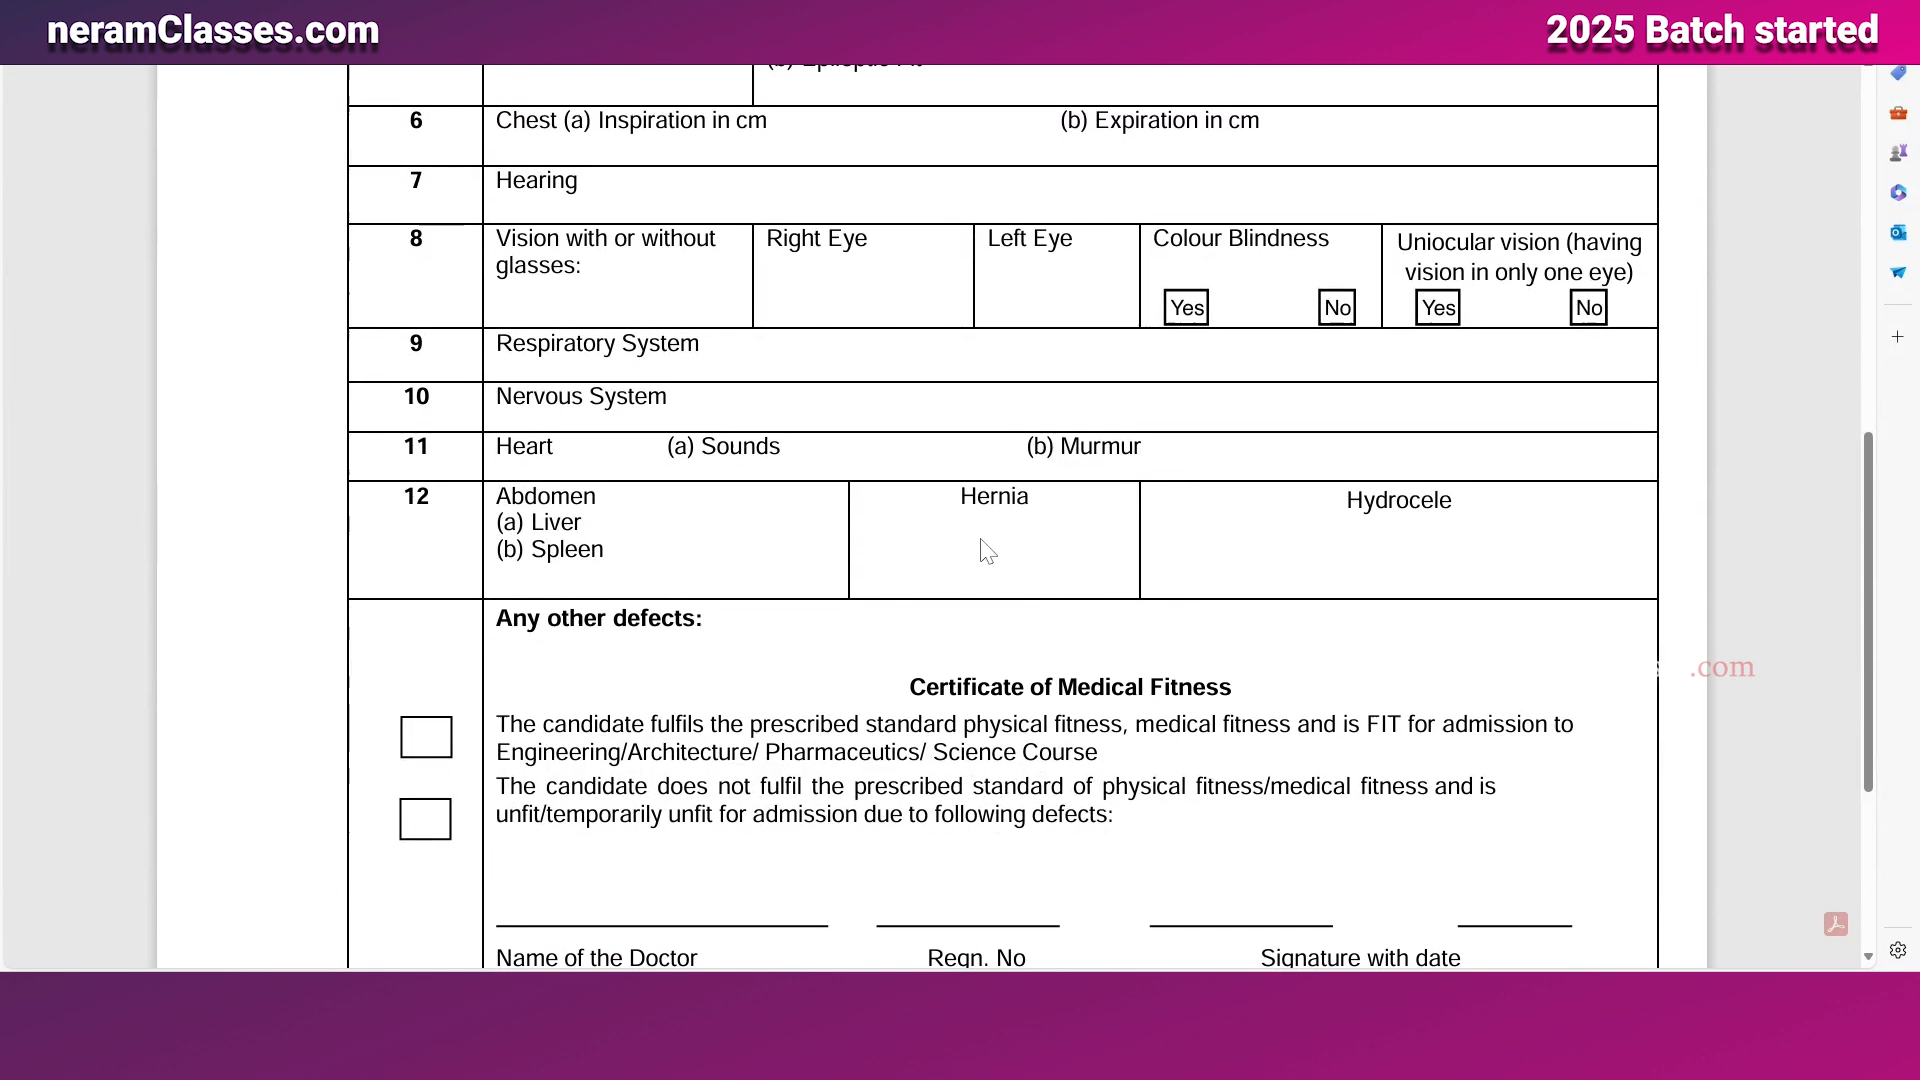 neramClasses.com
2025 Batch started
(b) Epileptic Fit
6 Chest (a) Inspiration in cm (b) Expiration in cm
7 Hearing
8 Vision with or without glasses: Right Eye Left Eye Colour Blindness Yes No Uniocular vision (having vision in only one eye) Yes No
9 Respiratory System
10 Nervous System
11 Heart (a) Sounds (b) Murmur
12 Abdomen Hernia Hydrocele
(a) Liver
(b) Spleen
Any other defects:
.com
Certificate of Medical Fitness
The candidate fulfils the prescribed standard physical fitness, medical fitness and is FIT for admission to
Engineering/Architecture/ Pharmaceutics/ Science Course
The candidate does not fulfil the prescribed standard of physical fitness/medical fitness and is
unfit/temporarily unfit for admission due to following defects:
Name of the Doctor Regn. No Signature with date